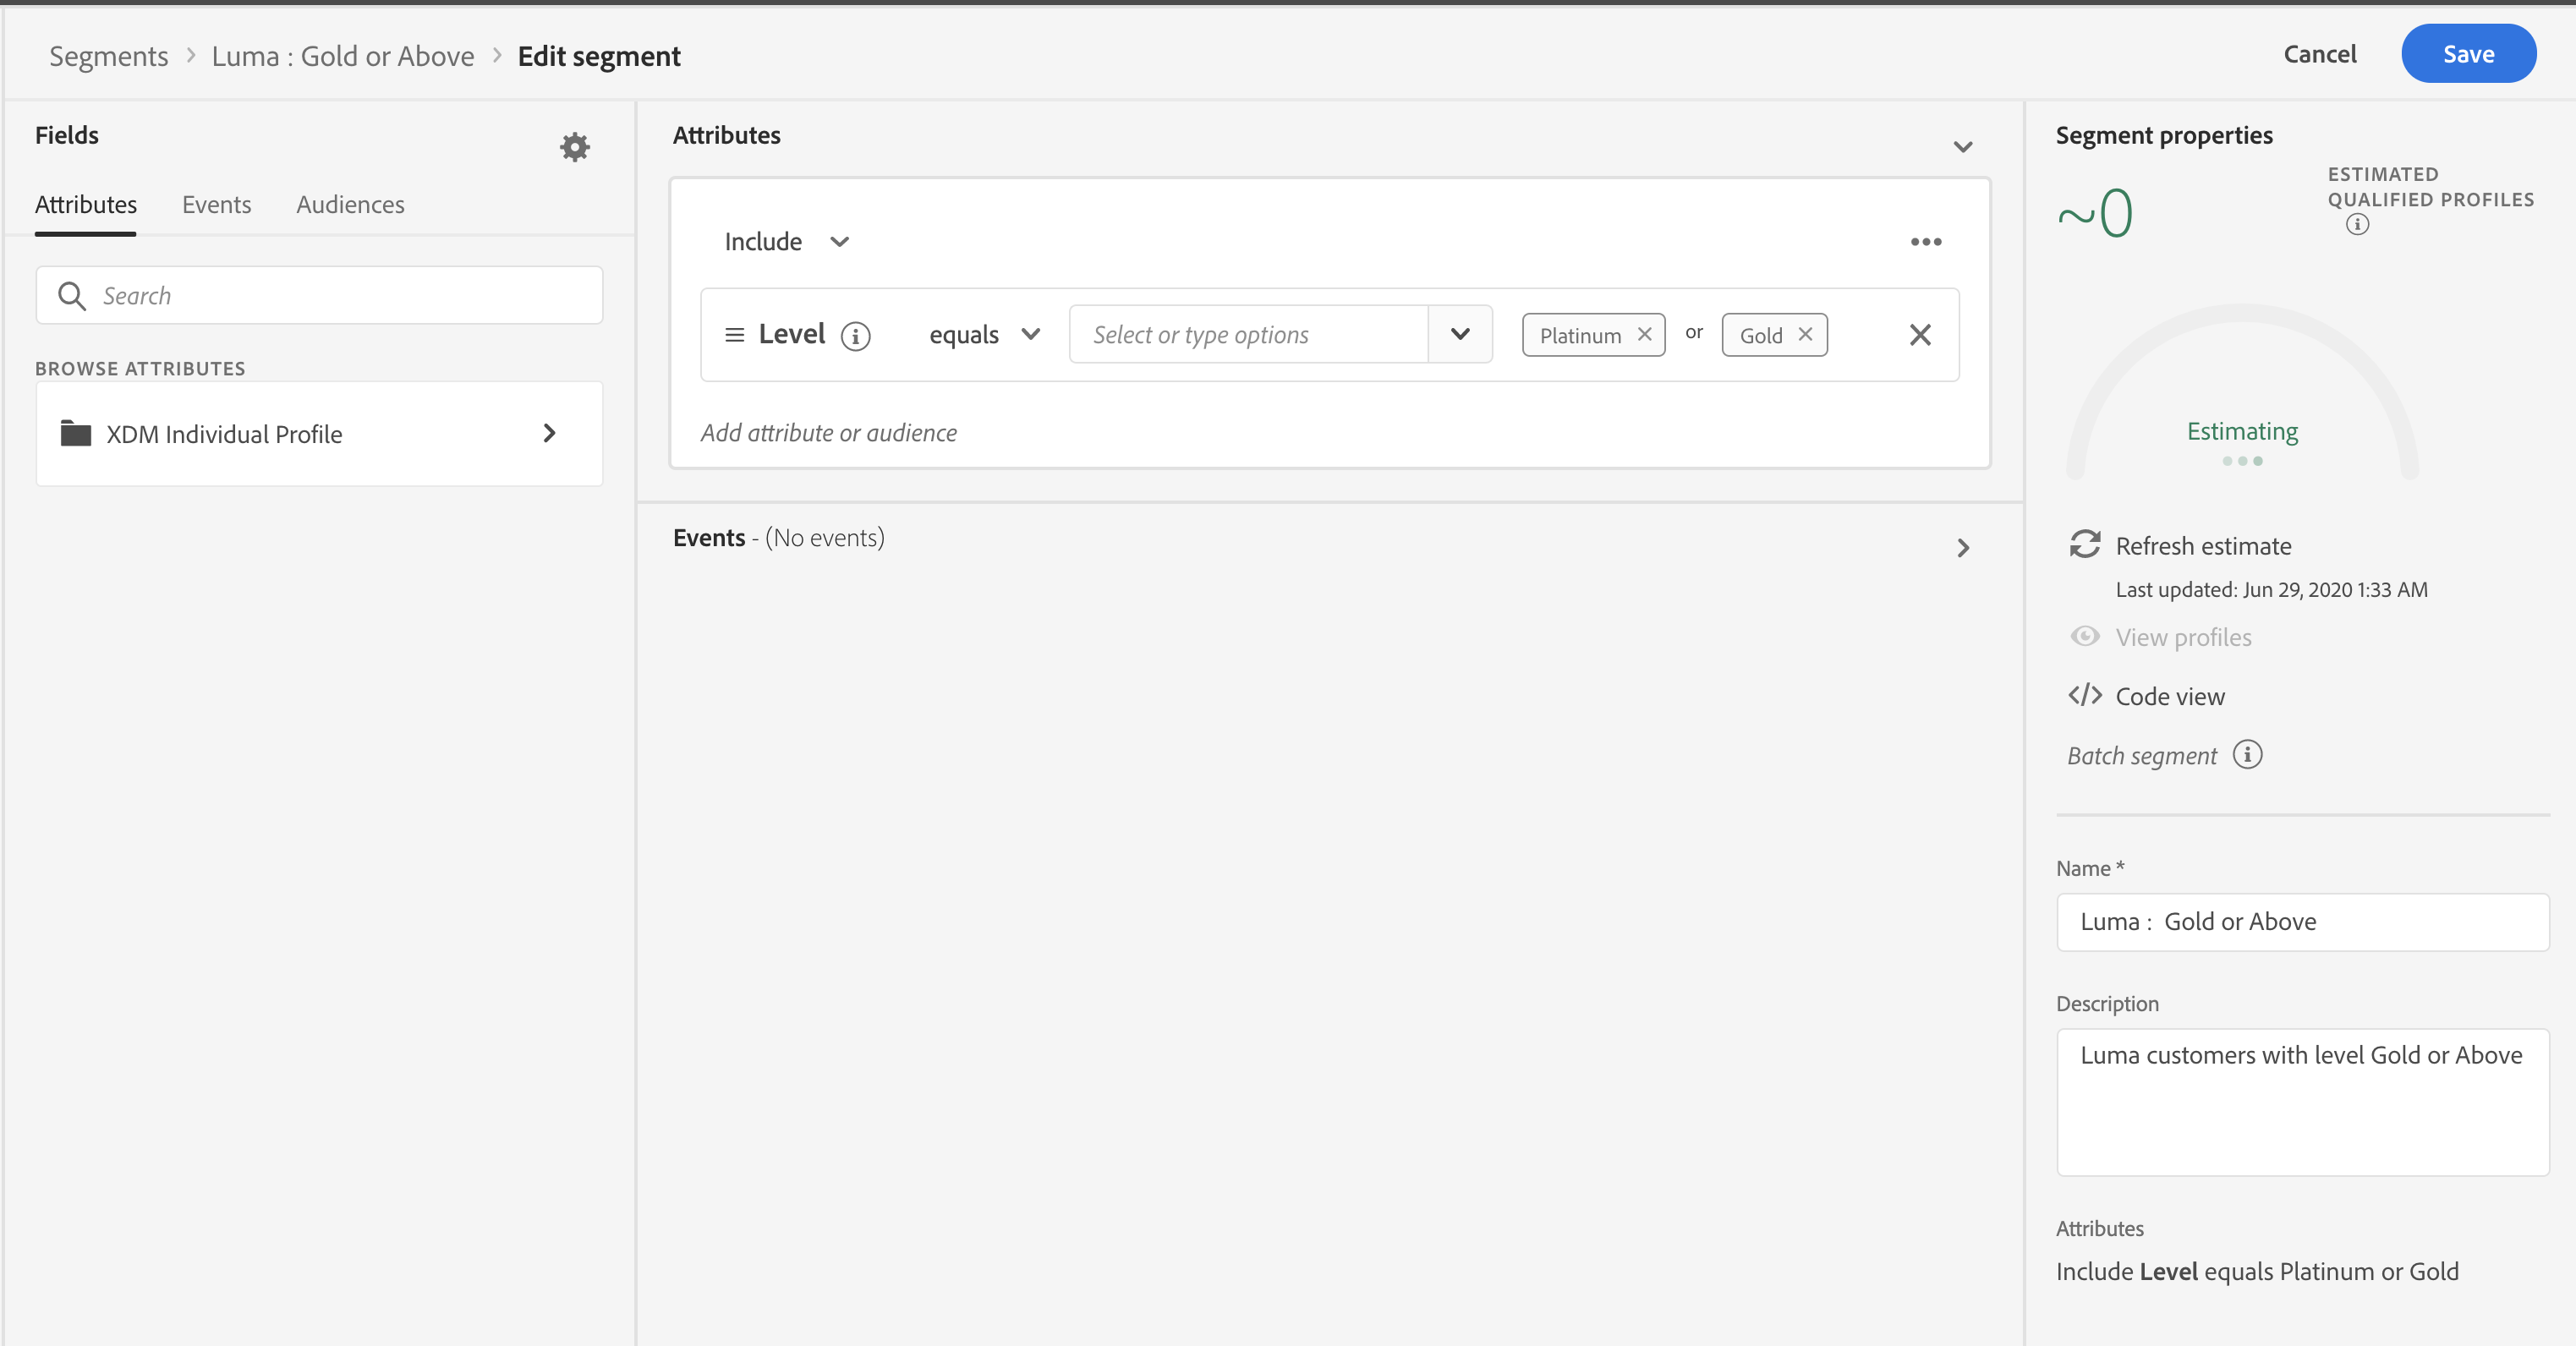 Segments > Luma : Gold or Above > Edit segment
Cancel
Save
Fields
Attributes
Events
Audiences
Search
BROWSE ATTRIBUTES
XDM Individual Profile
Attributes
Include
Level
equals
Select or type options
Platinum
or
Gold
Add attribute or audience
Events - (No events)
Segment properties
~0
ESTIMATED
QUALIFIED PROFILES
Estimating
Refresh estimate
Last updated: Jun 29, 2020 1:33 AM
View profiles
</> Code view
Batch segment
Name *
Luma :  Gold or Above
Description
Luma customers with level Gold or Above
Attributes
Include Level equals Platinum or Gold